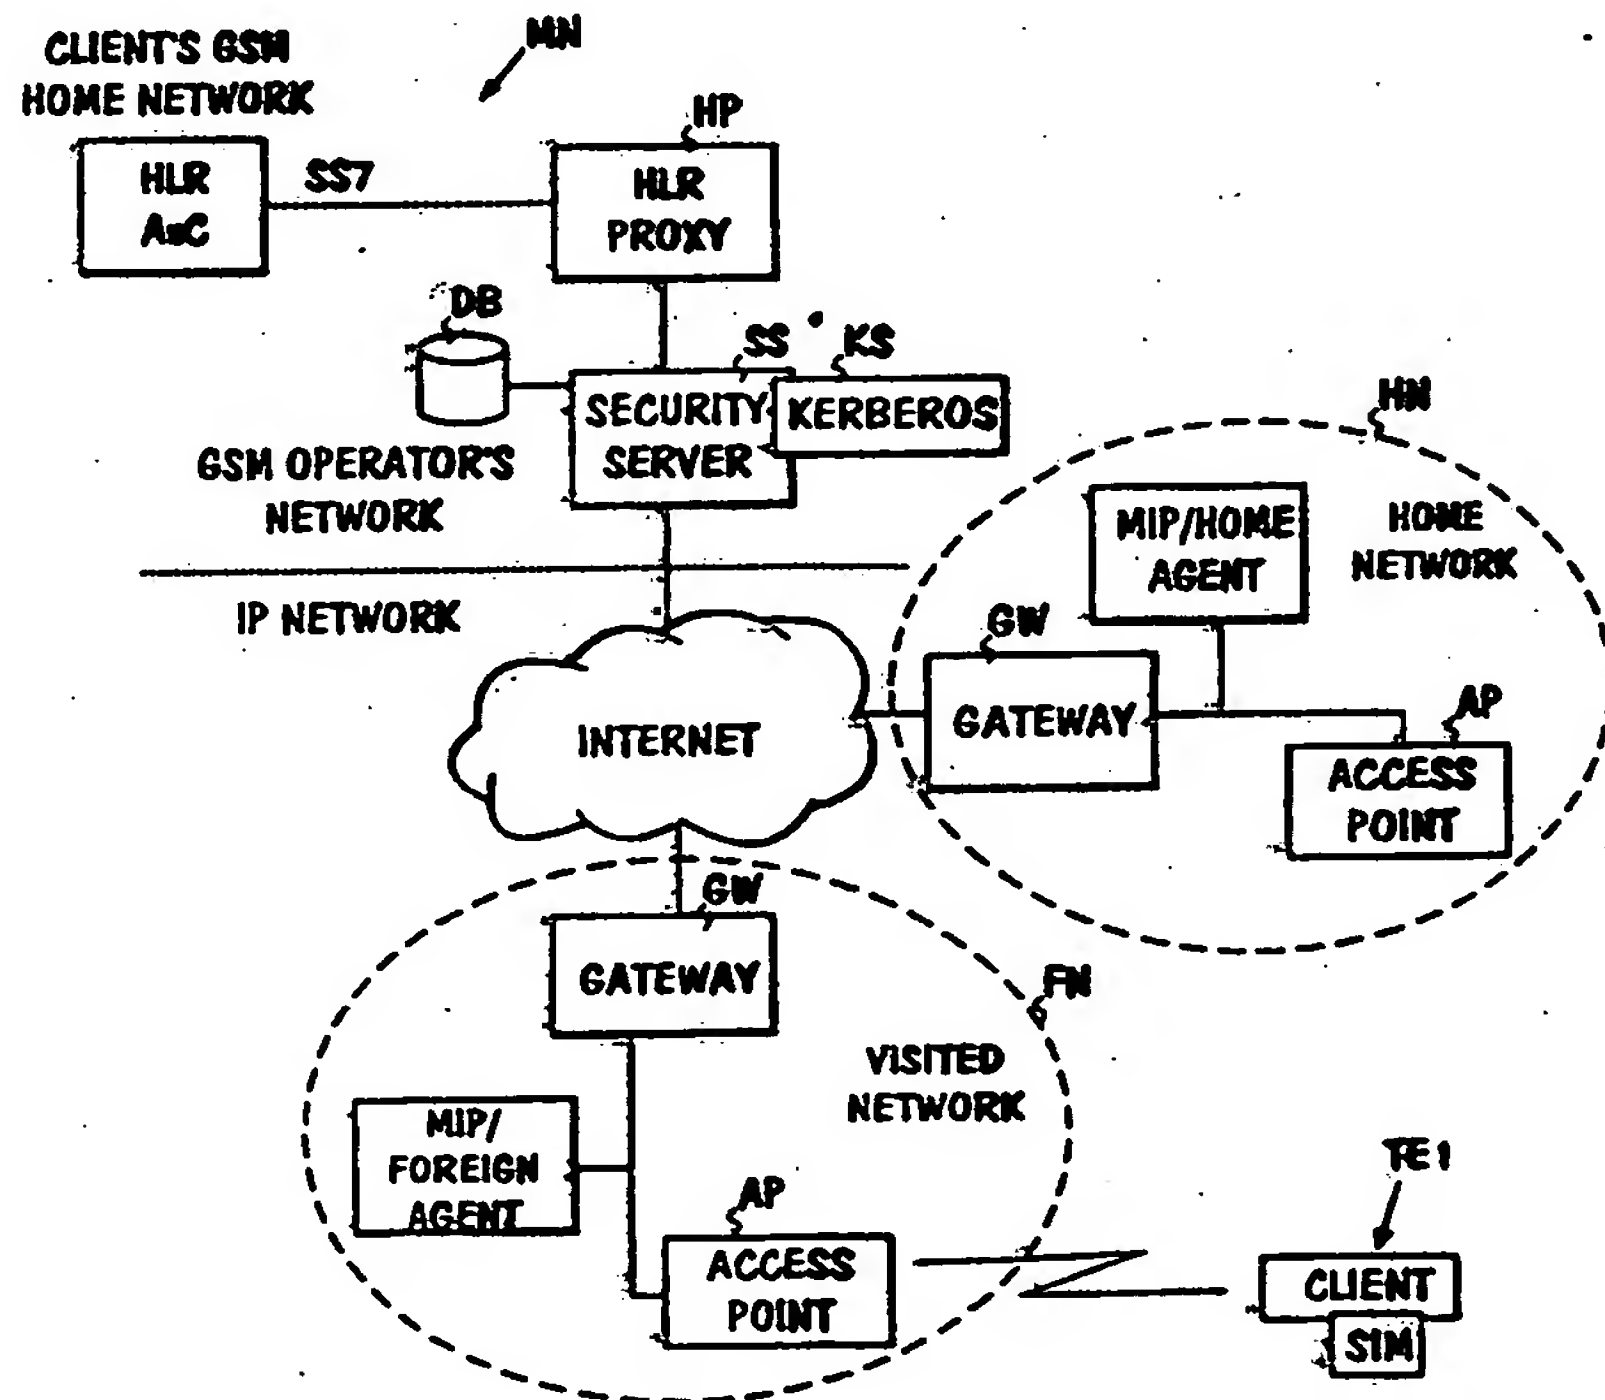 MN
CLIENT'S GSM
HOME NETWORK
HP
HLR
AuC
SS7
HLR
PROXY
DB
SS
KS
SECURITY
SERVER
KERBEROS
GSM OPERATOR'S
NETWORK
IP NETWORK
HN
MIP/HOME
AGENT
HOME
NETWORK
GW
GATEWAY
AP
ACCESS
POINT
INTERNET
GW
GATEWAY
FN
VISITED
NETWORK
MIP/
FOREIGN
AGENT
AP
ACCESS
POINT
TE1
CLIENT
SIM